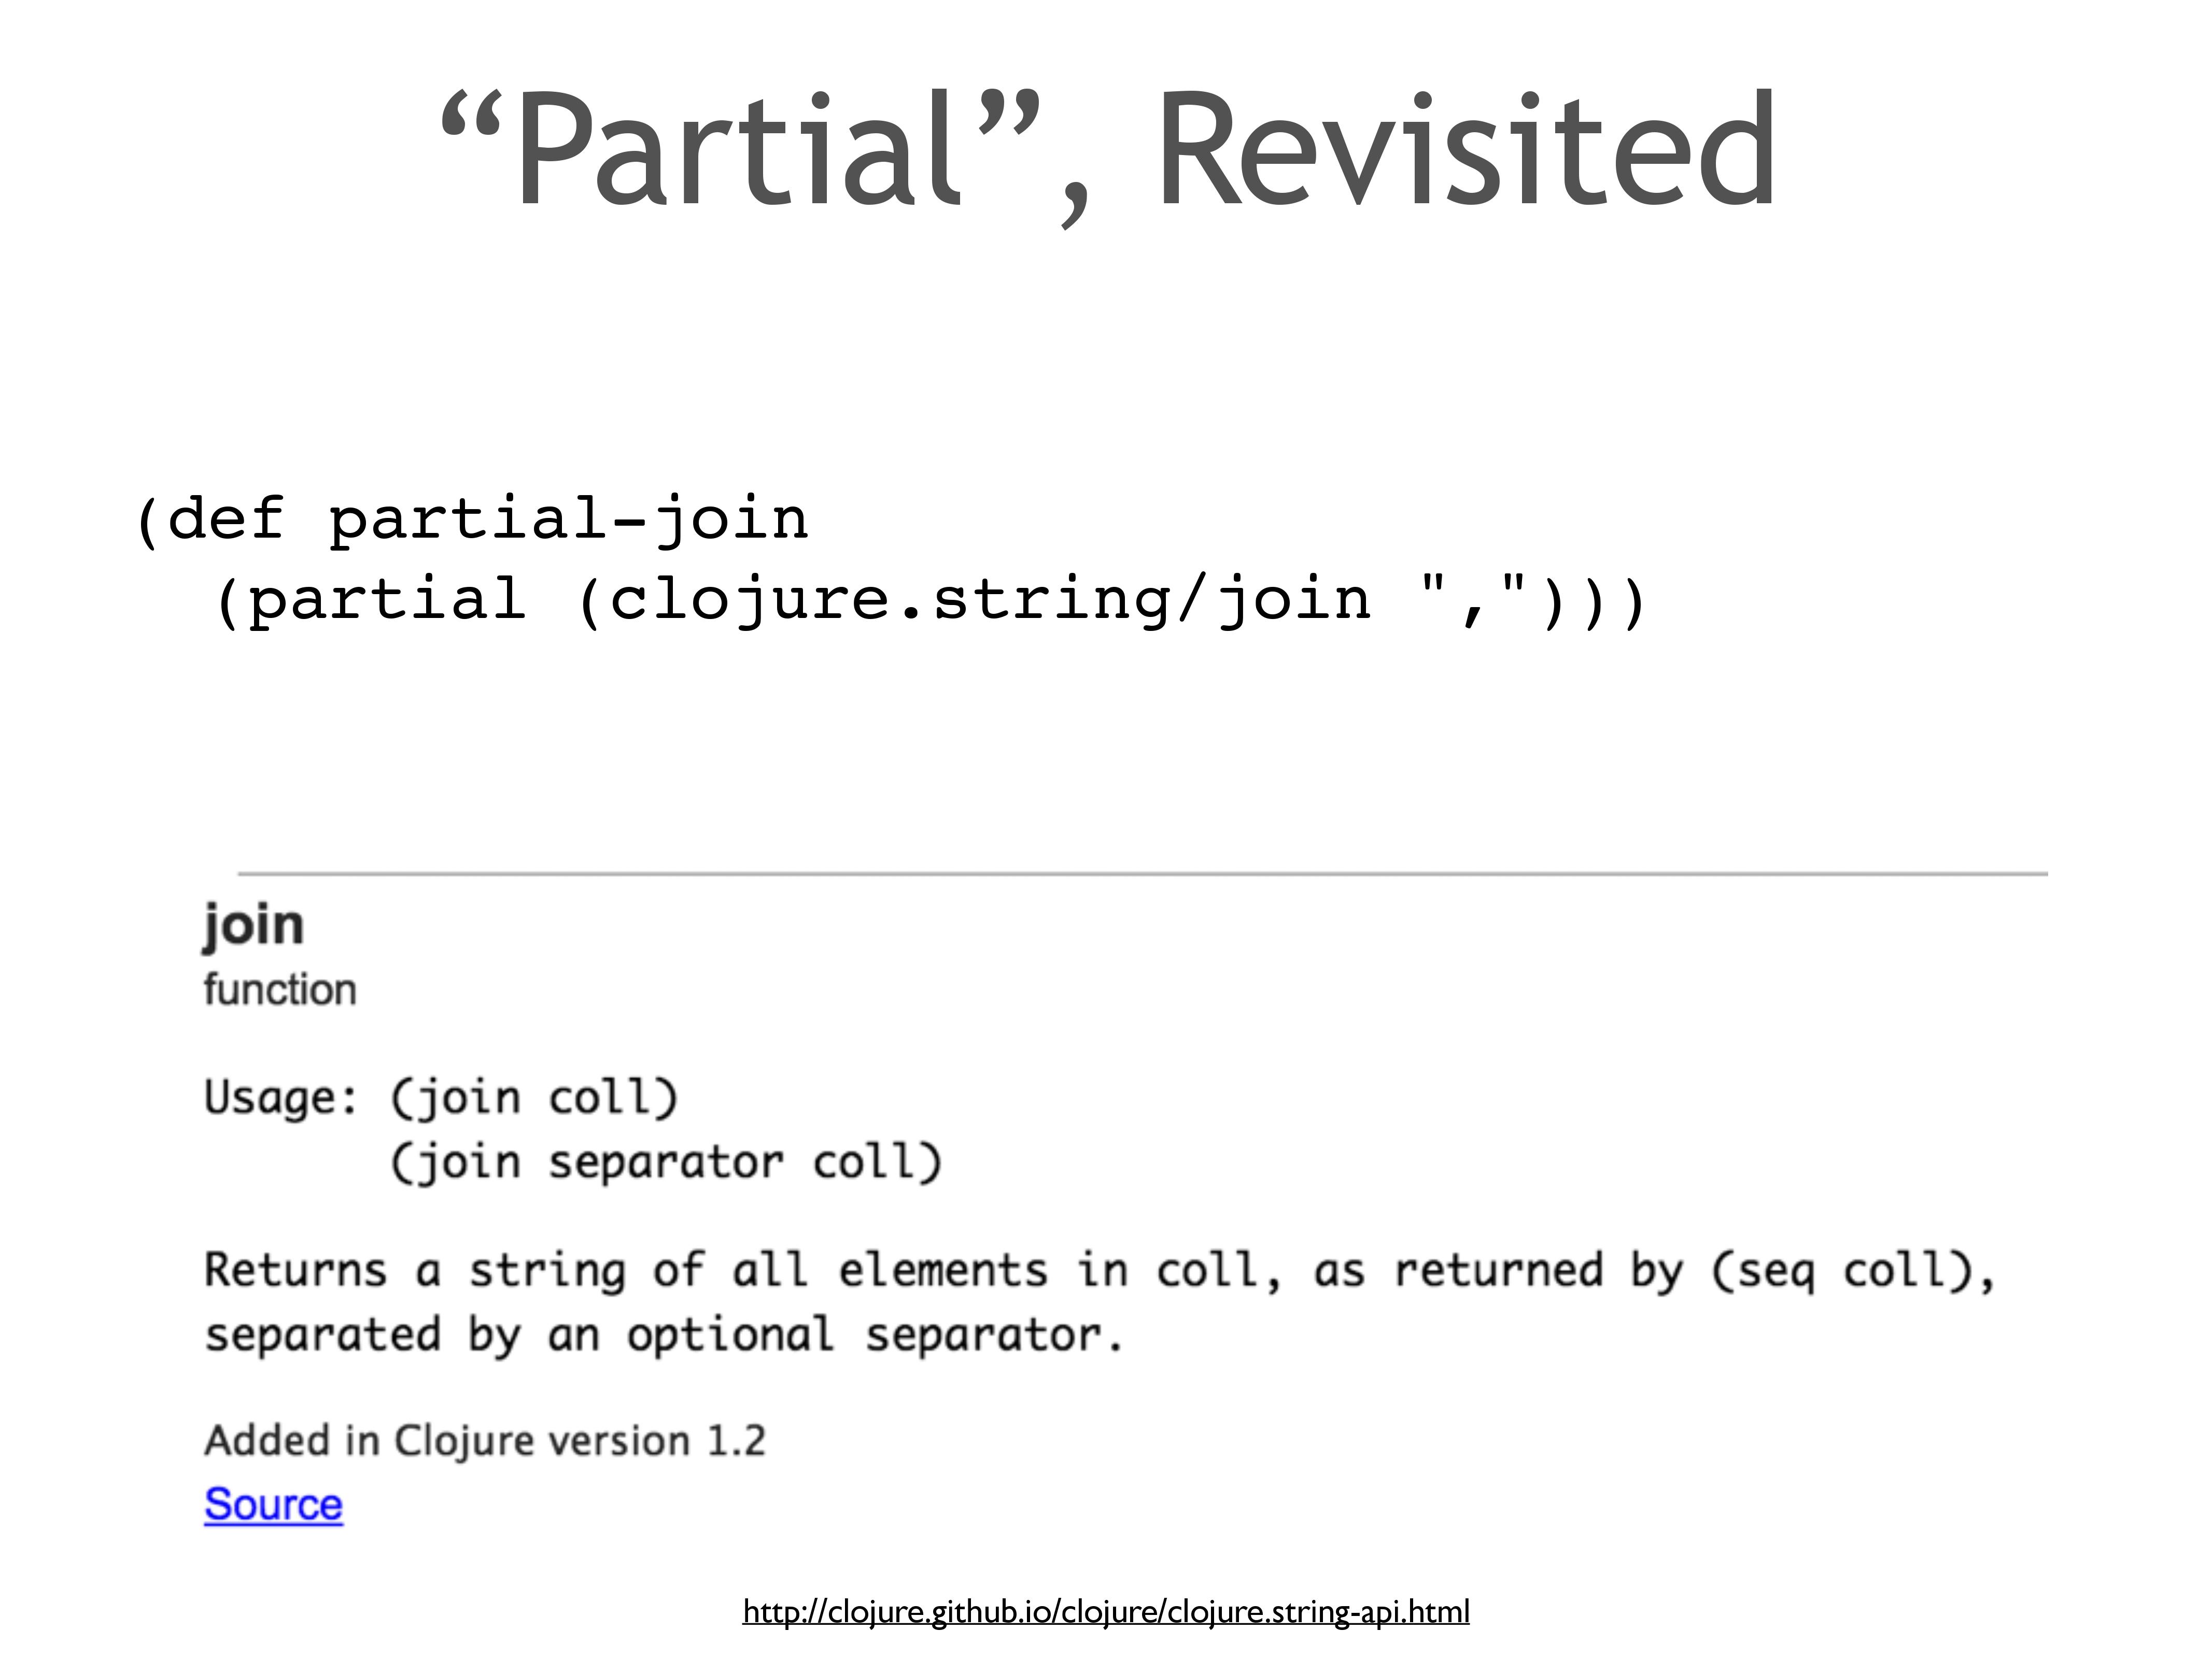 “Partial”, Revisited
(def partial-join
  (partial (clojure.string/join ",")))
join
function
Usage: (join coll)
       (join separator coll)
Returns a string of all elements in coll, as returned by (seq coll),
separated by an optional separator.
Added in Clojure version 1.2
Source
http://clojure.github.io/clojure/clojure.string-api.html